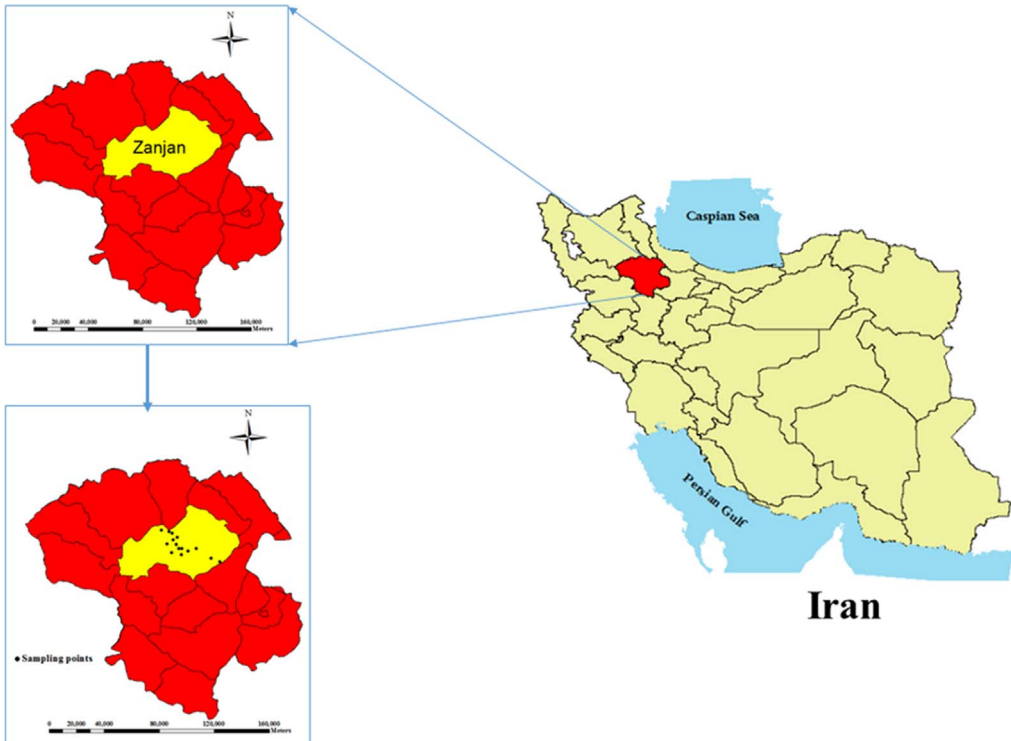 N
Zanjan
0 20,000 40,000 80,000 120,000 160,000
Meters
Caspian Sea
Persian Gulf
Iran
N
Sampling points
0 20,000 40,000 80,000 120,000 160,000
Meters